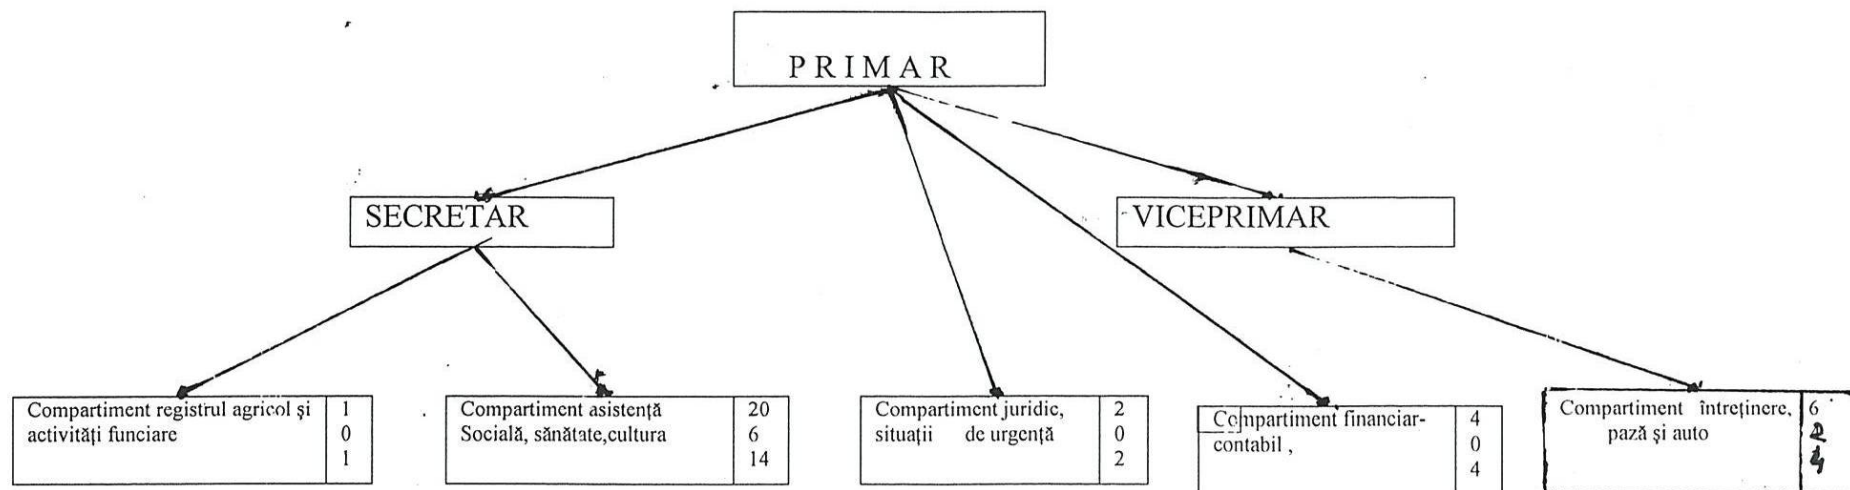 P R I M A R
SECRETAR
VICEPRIMAR
Compartiment registrul agricol şi
activităţi funciare
1
0
1
Compartiment asistenţă
Socială, sănătate,cultura
20
6
14
Compartiment juridic,
situaţii de urgenţă
2
0
2
Compartiment financiar-
contabil ,
4
0
4
Compartiment întreţinere,
pază şi auto
6
2
4